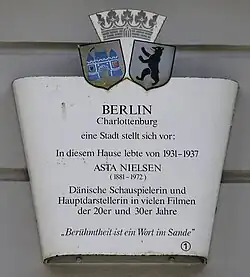 BERLIN
Charlottenburg
eine Stadt stellt sich vor:
In diesem Hause lebte von 1931-1937
ASTA NIELSEN
(1881-1972)
Dänische Schauspielerin und
Hauptdarstellerin in vielen Filmen
der 20er und 30er Jahre
„Berühmtheit ist ein Wort im Sande"
1